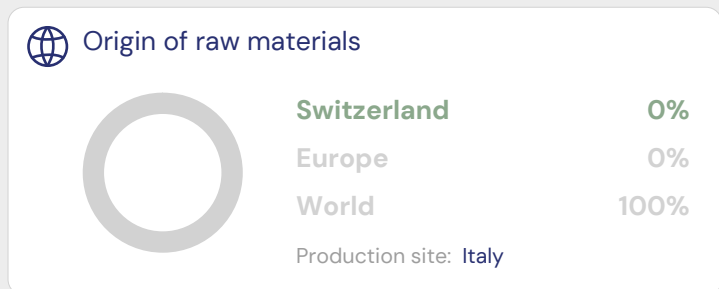 Origin of raw materials
Switzerland 0%
Europe 0%
World 100%
Production site: Italy